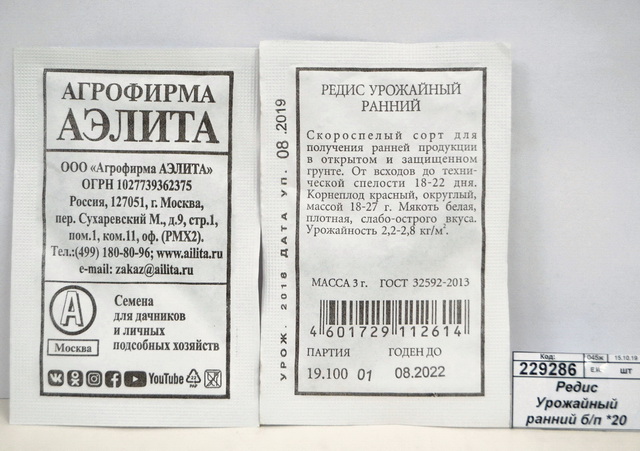 АГРОФИРМА
АЭЛИТА
ООО «Агрофирма АЭЛИТА»
ОГРН 1027739362375
Россия, 127051, г. Москва,
пер. Сухаревский М., д.9, стр.1,
пом.1, ком.11, оф. (РМХ2).
Тел.:(499) 180-80-96; www.ailita.ru
e-mail: zakaz@ailita.ru
А
Семена
для дачников
и личных
подсобных хозяйств
Москва
YouTube
УРОЖ. 2018 ДАТА УП. 08.2019
РЕДИС УРОЖАЙНЫЙ
РАННИЙ
Скороспелый сорт для
получения ранней продукции
в открытом и защищенном
грунте. От всходов до техни-
ческой спелости 18-22 дня.
Корнеплод красный, округлый,
массой 18-27 г. Мякоть белая,
плотная, слабо-острого вкуса.
Урожайность 2,2-2,8 кг/м².
МАССА 3 г. ГОСТ 32592-2013
4 601729 112614
ПАРТИЯ ГОДЕН ДО
19.100 01 08.2022
Код: 15.10.19
229286 шт
Редис
Урожайный
ранний б/п *20